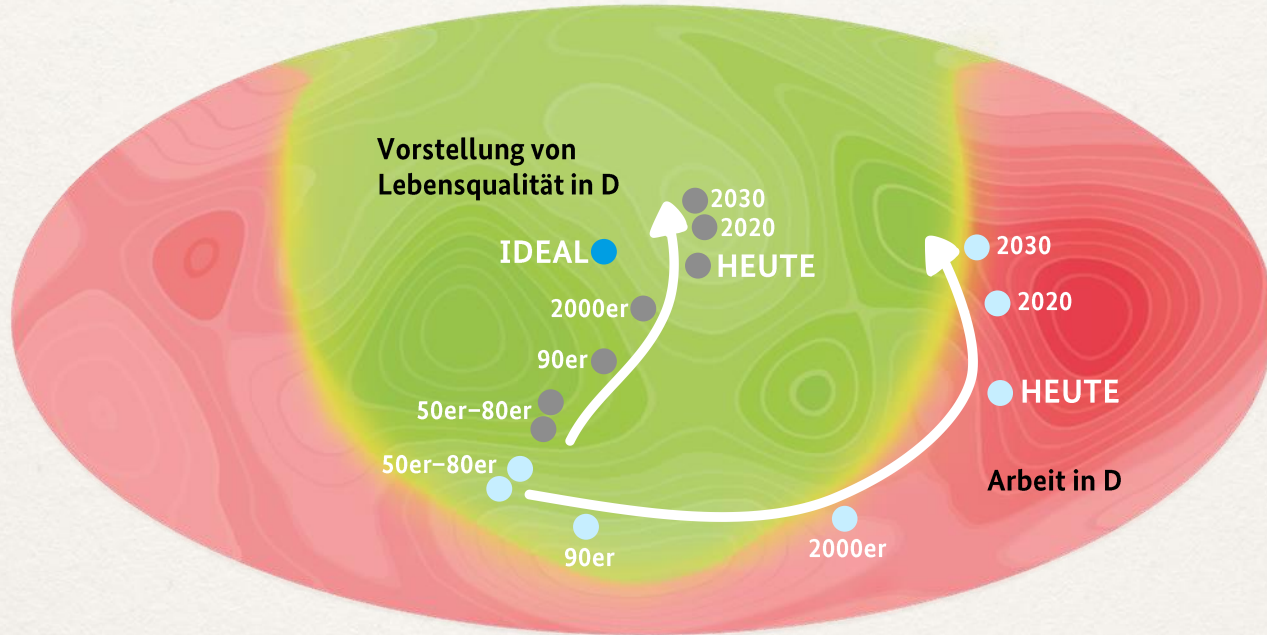 Vorstellung von
Lebensqualität in D
2030
2020
IDEAL
HEUTE
2000er
90er
50er–80er
50er–80er
90er
2000er
2030
2020
HEUTE
Arbeit in D